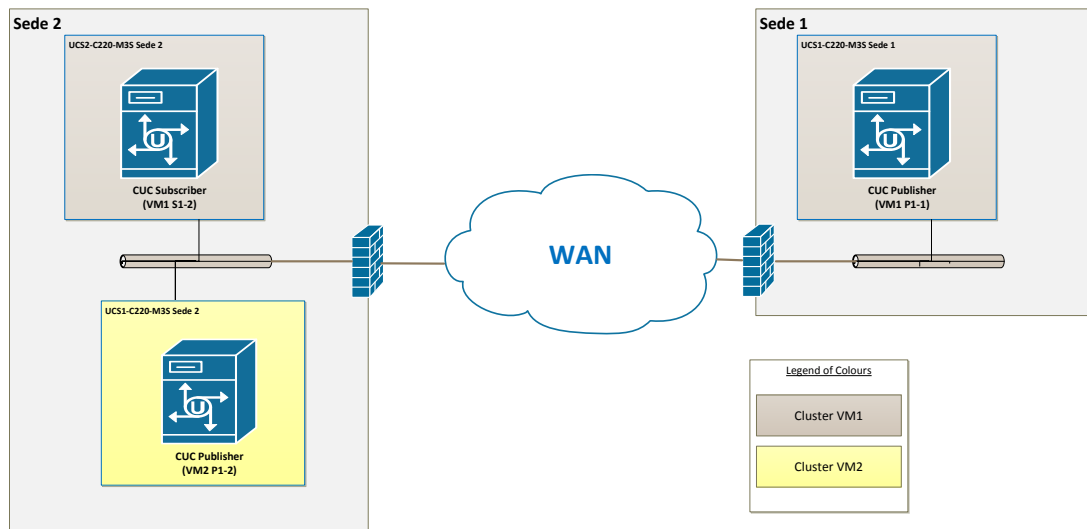 Sede 2
UCS2-C220-M3S Sede 2
U
CUC Subscriber
(VM1 S1-2)
UCS1-C220-M3S Sede 2
U
CUC Publisher
(VM2 P1-2)
WAN
Sede 1
UCS1-C220-M3S Sede 1
U
CUC Publisher
(VM1 P1-1)
Legend of Colours
Cluster VM1
Cluster VM2